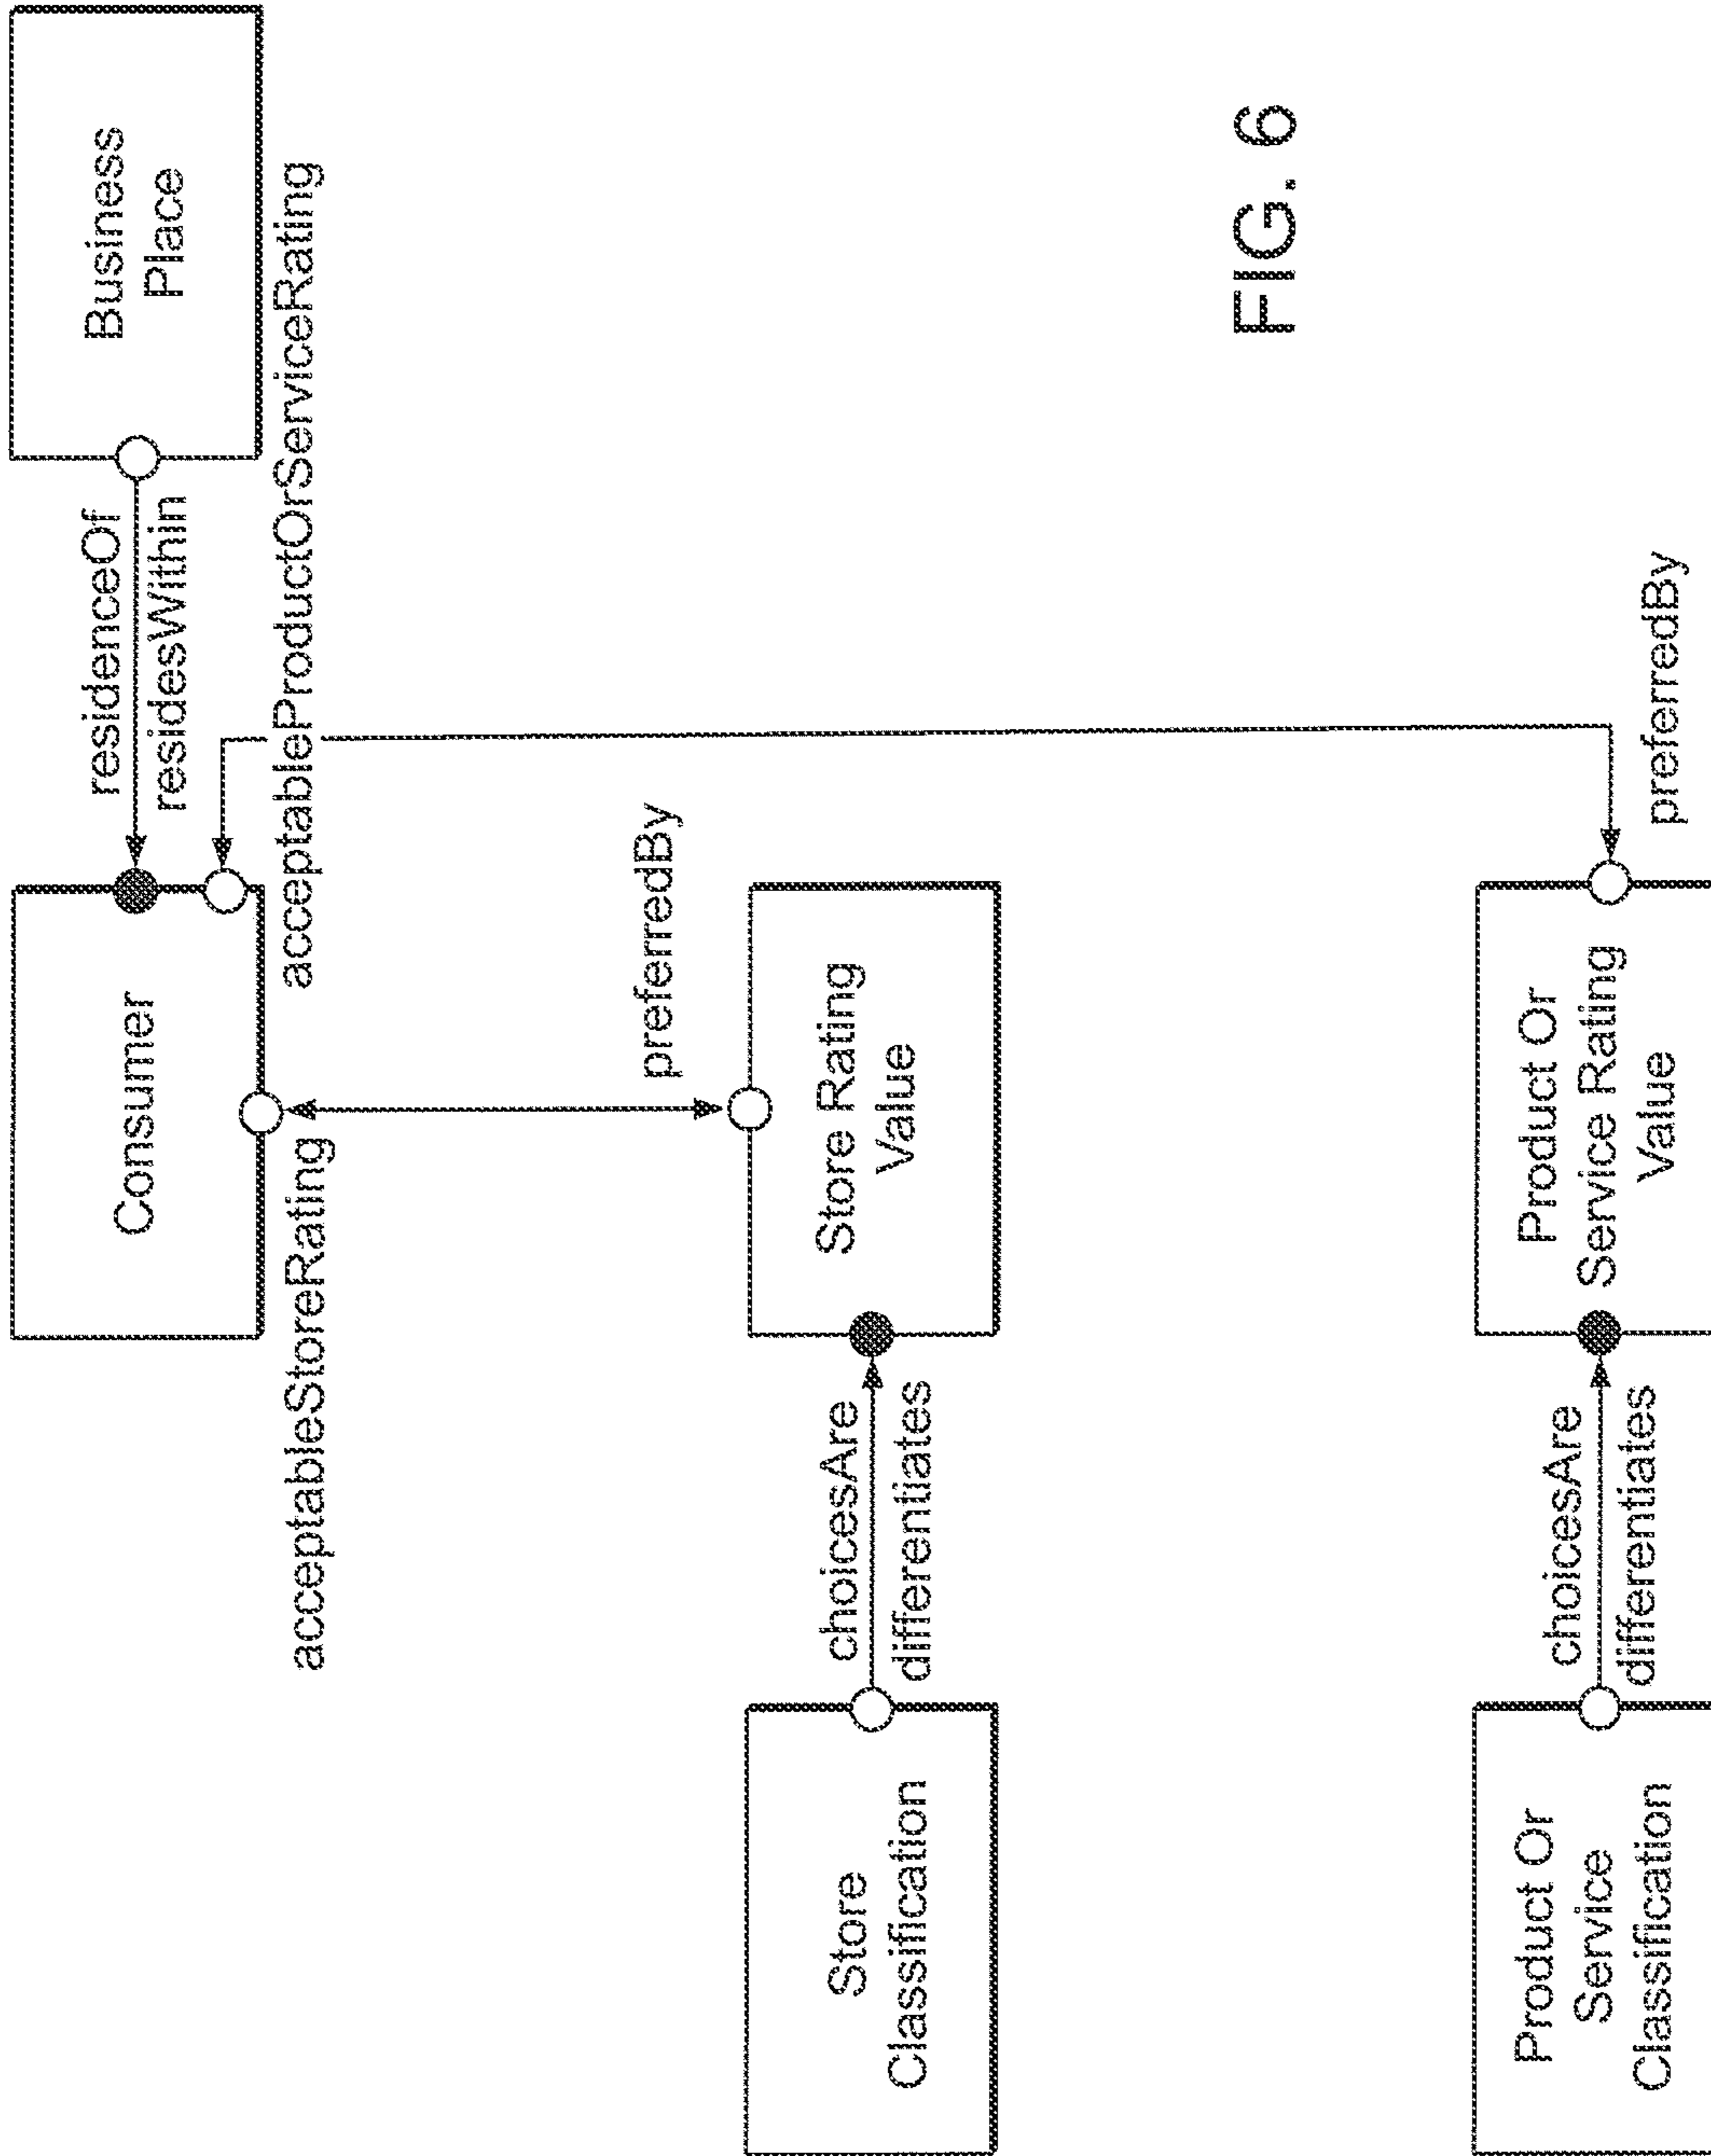 Consumer
residenceOf
residesWithin
Business
Place
acceptableStoreRating
acceptableProductOrServiceRating
preferredBy
Store
Classification
choicesAre
differentiates
Store Rating
Value
FIG. 6
Product Or
Service
Classification
choicesAre
differentiates
Product Or
Service Rating
Value
preferredBy